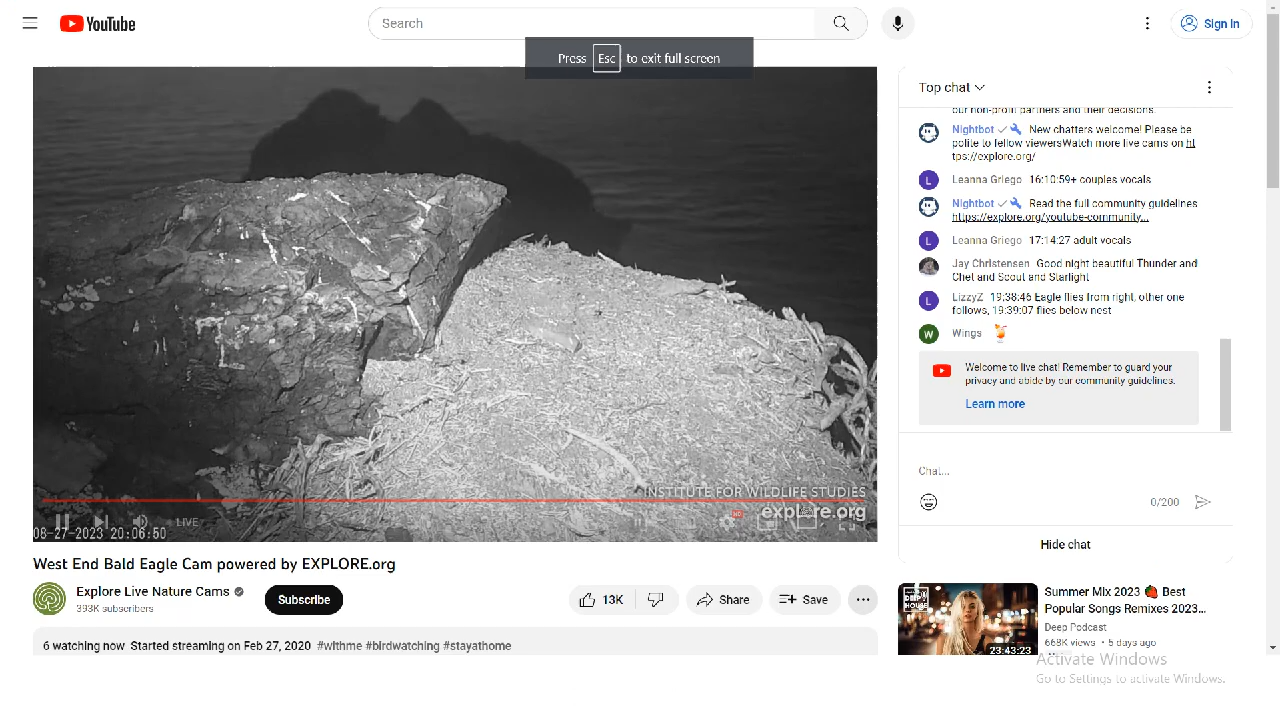 YouTube
Search
Sign in
Press Esc to exit full screen
Top chat
our non-profit partners and their decisions.
Nightbot New chatters welcome! Please be
polite to fellow viewersWatch more live cams on ht
tps://explore.org/
Leanna Griego 16:10:59+ couples vocals
Nightbot Read the full community guidelines
https://explore.org/youtube-community...
Leanna Griego 17:14:27 adult vocals
Jay Christensen Good night beautiful Thunder and
Chet and Scout and Starlight
LizzyZ 19:38:46 Eagle flies from right, other one
follows, 19:39:07 flies below nest
W Wings
Welcome to live chat! Remember to guard your
privacy and abide by our community guidelines.
Learn more
Chat...
0/200
Hide chat
INSTITUTE FOR WILDLIFE STUDIES
explore.org
LIVE
HD
08-27-2023 20:06:50
West End Bald Eagle Cam powered by EXPLORE.org
Explore Live Nature Cams
393K subscribers
Subscribe
13K
Share
Save
6 watching now Started streaming on Feb 27, 2020 #withme #birdwatching #stayathome
DEEP HOUSE
23:43:23
Summer Mix 2023 🍓 Best
Popular Songs Remixes 2023...
Deep Podcast
668K views • 5 days ago
Activate Windows
Go to Settings to activate Windows.